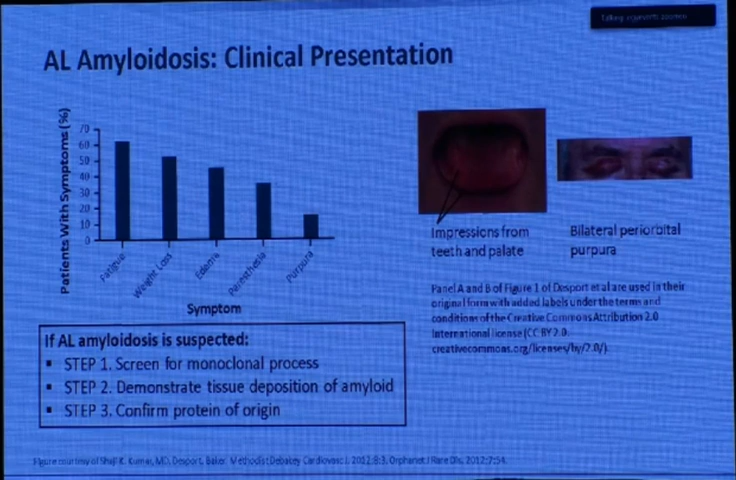 AL Amyloidosis: Clinical Presentation
Patients With Symptoms (%)
70
60
50
40
30
20
10
0
Fatigue
Weight Loss
Edema
Paresthesia
Purpura
Symptom
Impressions from
teeth and palate
Bilateral periorbital
purpura
Panel A and B of Figure 1 of Desport et al are used in their
original form with added labels under the terms and
conditions of the Creative Commons Attribution 2.0
International license (CC BY 2.0.
creativecommons.org/licenses/by/2.0/).
If AL amyloidosis is suspected:
▪ STEP 1. Screen for monoclonal process
▪ STEP 2. Demonstrate tissue deposition of amyloid
▪ STEP 3. Confirm protein of origin
Figure courtesy of Shaji K. Kumar, MD. Desport. Baker. Methodist Debakey Cardiovasc J. 2012;8:3. Orphanet J Rare Dis. 2012;7:54.